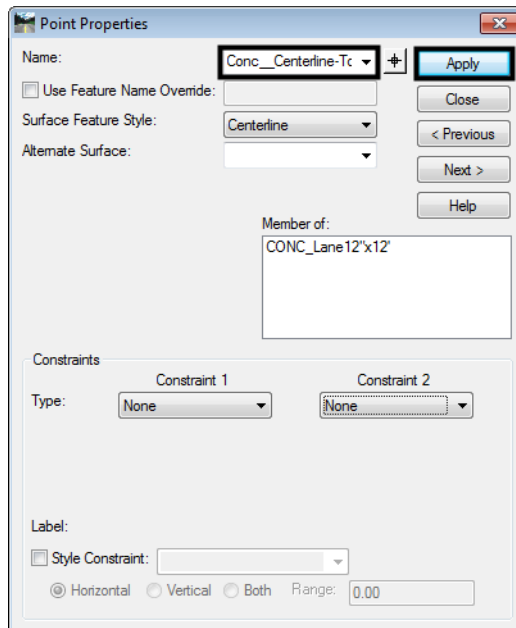 Point Properties
Name: Conc__Centerline-Tc Apply
Use Feature Name Override: Close
Surface Feature Style: Centerline < Previous
Alternate Surface: Next >
Help
Member of:
CONC_Lane12"x12'
Constraints
Constraint 1 Constraint 2
Type: None None
Label:
Style Constraint:
Horizontal Vertical Both Range: 0.00